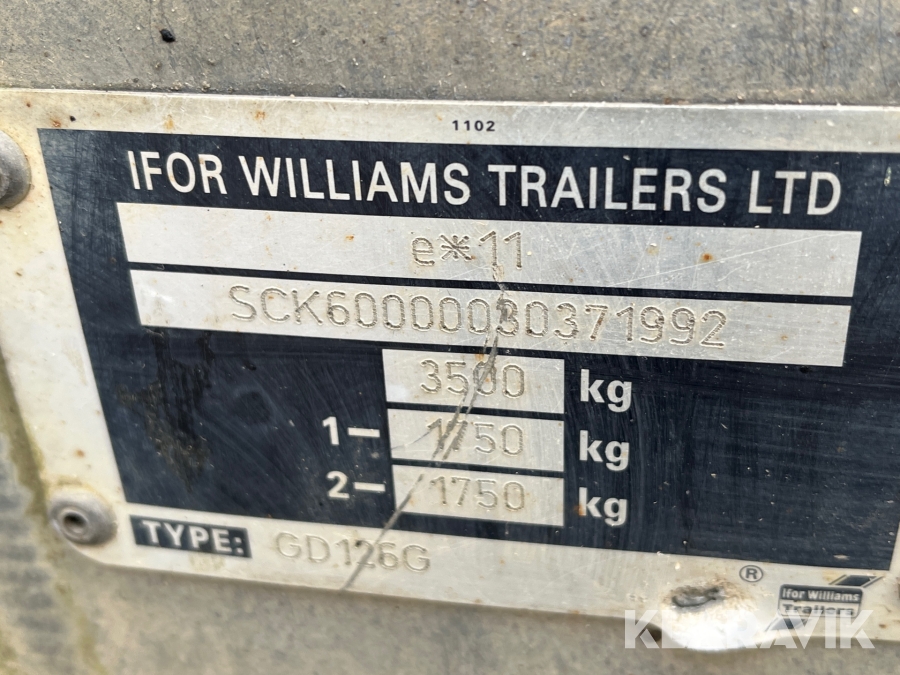 1102
IFOR WILLIAMS TRAILERS LTD
e*11
SCK60000030371992
3500 kg
1— 1750 kg
2— 1750 kg
TYPE: GD126G
®
Ifor Williams
Trailers
KLARAVIK